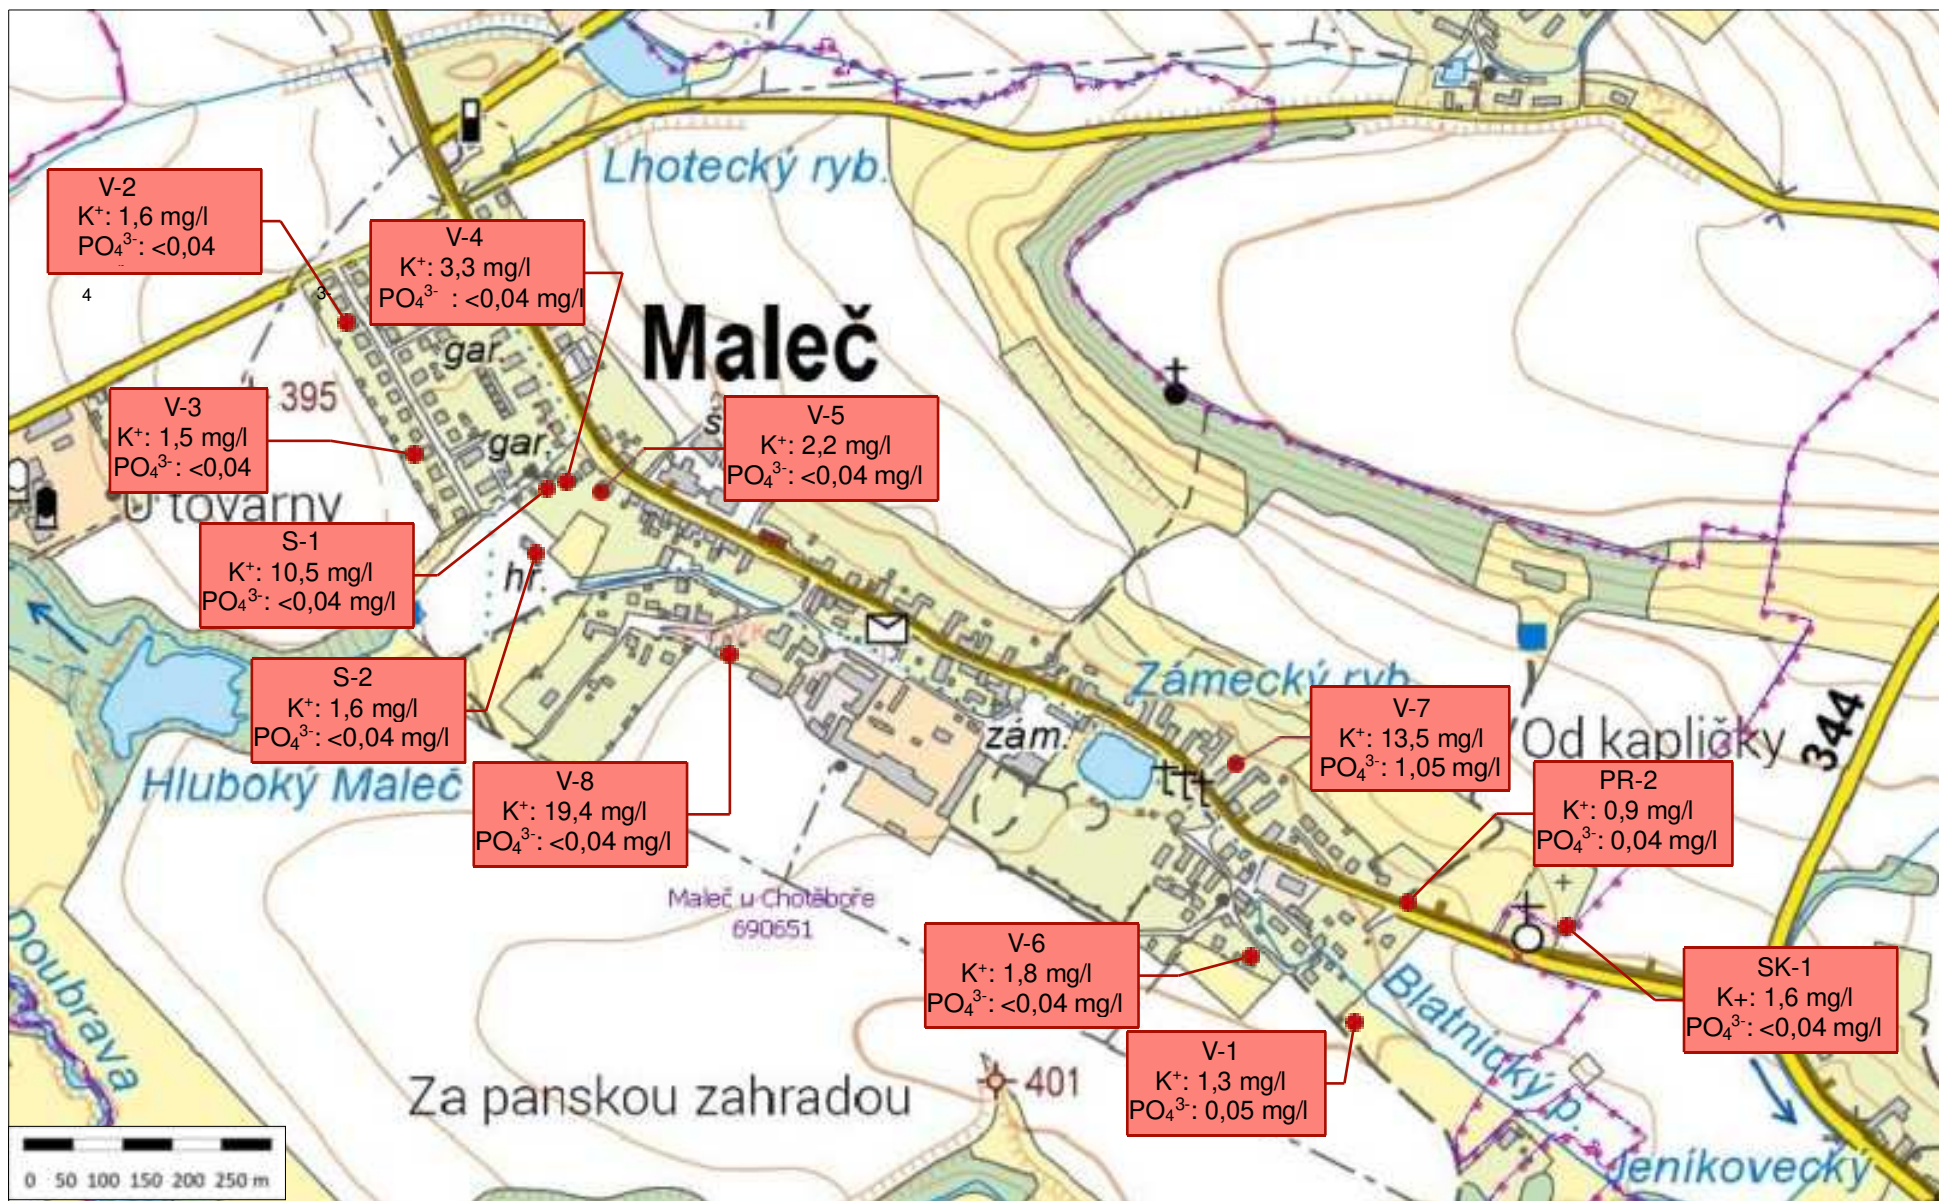 Lhotecký ryb.
V-2
K⁺: 1,6 mg/l
PO₄³⁻: <0,04
4
3-
V-4
K⁺: 3,3 mg/l
PO₄³⁻ : <0,04 mg/l
Maleč
gar.
395
V-3
K⁺: 1,5 mg/l
PO₄³⁻: <0,04
gar.
V-5
K⁺: 2,2 mg/l
PO₄³⁻: <0,04 mg/l
U továrny
S-1
K⁺: 10,5 mg/l
PO₄³⁻: <0,04 mg/l
hř.
S-2
K⁺: 1,6 mg/l
PO₄³⁻: <0,04 mg/l
Zámecký ryb.
zám.
V-7
K⁺: 13,5 mg/l
PO₄³⁻: 1,05 mg/l
Od kapličky
344
Hluboký Maleč
V-8
K⁺: 19,4 mg/l
PO₄³⁻: <0,04 mg/l
PR-2
K⁺: 0,9 mg/l
PO₄³⁻: 0,04 mg/l
Maleč u Chotěboře
690651
Doubrava
V-6
K⁺: 1,8 mg/l
PO₄³⁻: <0,04 mg/l
SK-1
K+: 1,6 mg/l
PO₄³⁻: <0,04 mg/l
Blatnický p.
V-1
K⁺: 1,3 mg/l
PO₄³⁻: 0,05 mg/l
Za panskou zahradou
401
Jeníkovecký
0 50 100 150 200 250 m